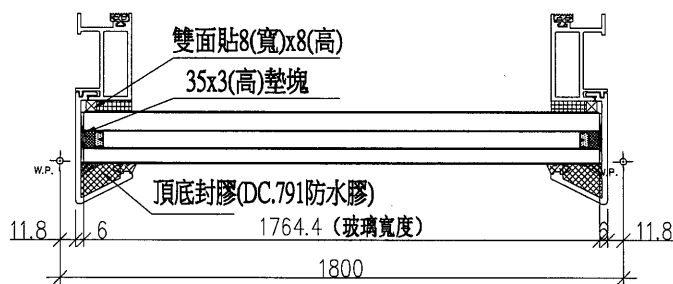 雙面貼8(寬)x8(高)
35x3(高)墊塊
W.P.
W.P.
頂底封膠(DC.791防水膠)
11.8 6 1764.4 (玻璃寬度) 6 11.8
1800